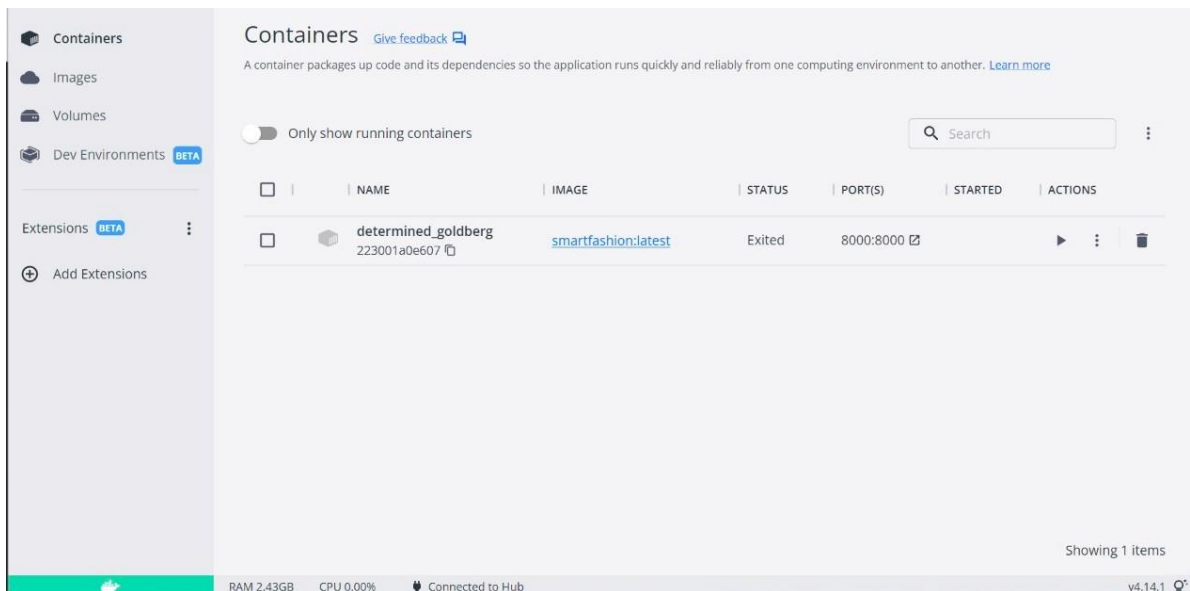 Containers
Images
Volumes
Dev Environments BETA
Extensions BETA
Add Extensions
Containers Give feedback
A container packages up code and its dependencies so the application runs quickly and reliably from one computing environment to another. Learn more
Only show running containers
Search
NAME IMAGE STATUS PORT(S) STARTED ACTIONS
determined_goldberg
223001a0e607
smartfashion:latest Exited 8000:8000
Showing 1 items
RAM 2.43GB CPU 0.00% Connected to Hub v4.14.1